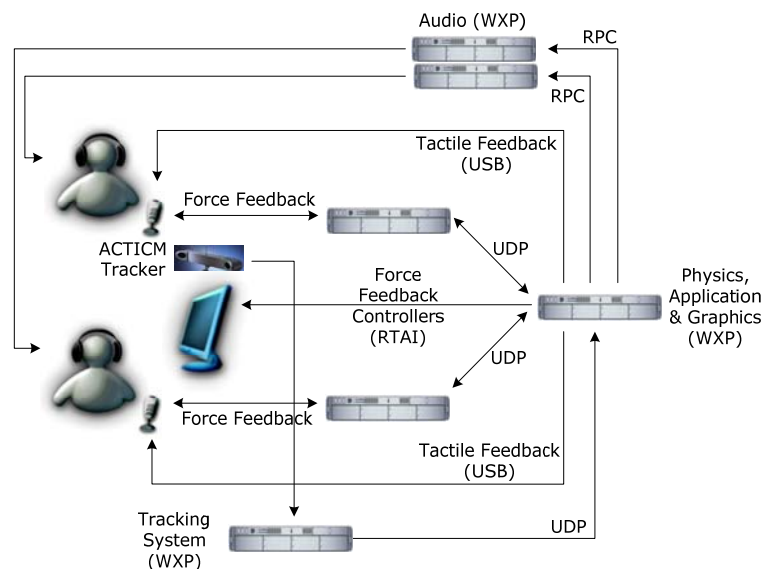 Audio (WXP)
RPC
RPC
Tactile Feedback
(USB)
Force Feedback
UDP
ACTICM
Tracker
Force
Feedback
Controllers
(RTAI)
Physics,
Application
& Graphics
(WXP)
UDP
Force Feedback
Tactile Feedback
(USB)
Tracking
System
(WXP)
UDP